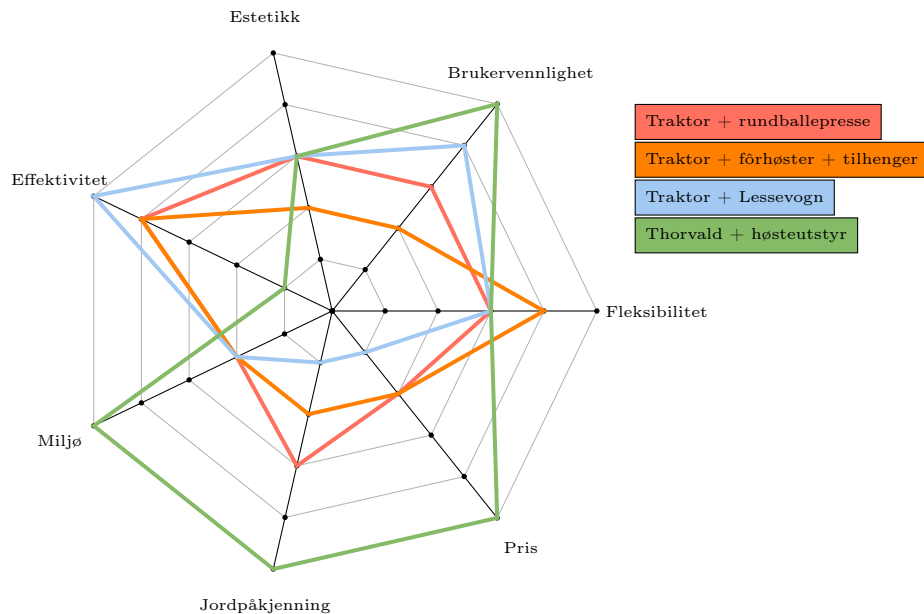 Estetikk
Brukervennlighet
Traktor + rundballepresse
Traktor + fôrhøster + tilhenger
Effektivitet
Traktor + Lessevogn
Thorvald + høsteutstyr
Fleksibilitet
Miljø
Pris
Jordpåkjenning